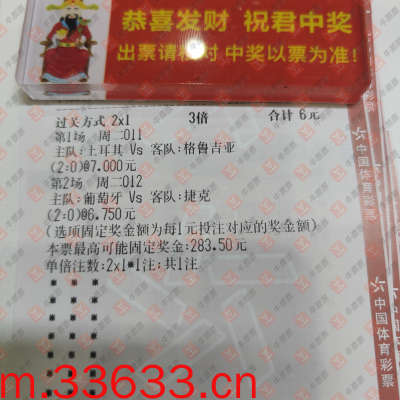 恭喜发财 祝君中奖
出票请核对 中奖以票为准!
过关方式 2x1 3倍 合计 6元
第1场 周二011
主队:土耳其 Vs 客队:格鲁吉亚
(2:0)@7.000元
第2场 周二012
主队:葡萄牙 Vs 客队:捷克
(2:0)@6.750元
(选项固定奖金额为每1元投注对应的奖金额)
本票最高可能固定奖金:283.50元
单倍注数:2x1*1注;共1注
中国体育彩票
m.33633.cn